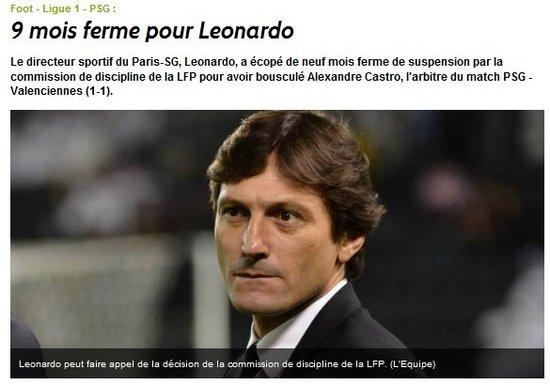 Foot - Ligue 1 - PSG :
9 mois ferme pour Leonardo
Le directeur sportif du Paris-SG, Leonardo, a écopé de neuf mois ferme de suspension par la
commission de discipline de la LFP pour avoir bousculé Alexandre Castro, l'arbitre du match PSG -
Valenciennes (1-1).
Leonardo peut faire appel de la décision de la commission de discipline de la LFP. (L'Equipe)